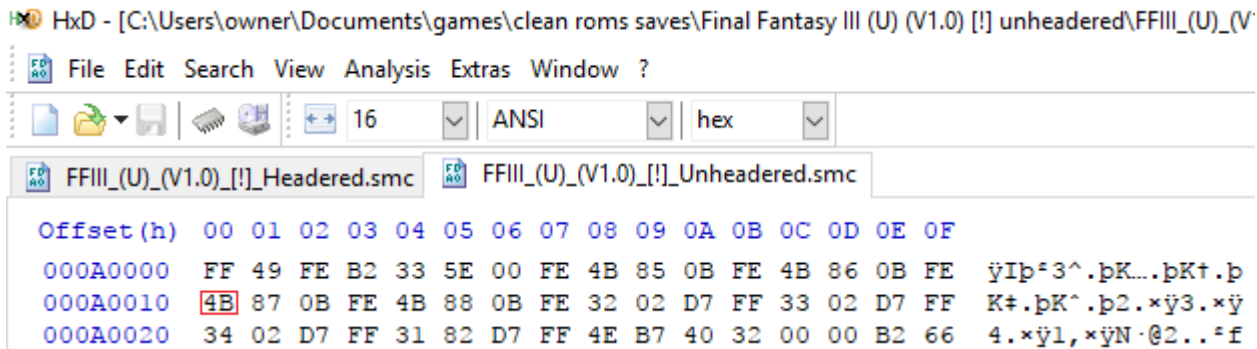 HxD - [C:\Users\owner\Documents\games\clean roms saves\Final Fantasy III (U) (V1.0) [!] unheadered\FFIII_(U)_(V1
File Edit Search View Analysis Extras Window ?
16 ANSI hex
FFIII_(U)_(V1.0)_[!]_Headered.smc FFIII_(U)_(V1.0)_[!]_Unheadered.smc
Offset(h) 00 01 02 03 04 05 06 07 08 09 0A 0B 0C 0D 0E 0F
000A0000 FF 49 FE B2 33 5E 00 FE 4B 85 0B FE 4B 86 0B FE ÿIþ²3^.þK….þK†.þ
000A0010 4B 87 0B FE 4B 88 0B FE 32 02 D7 FF 33 02 D7 FF K‡.þKˆ.þ2.×ÿ3.×ÿ
000A0020 34 02 D7 FF 31 82 D7 FF 4E B7 40 32 00 00 B2 66 4.×ÿ1‚×ÿN·@2..²f